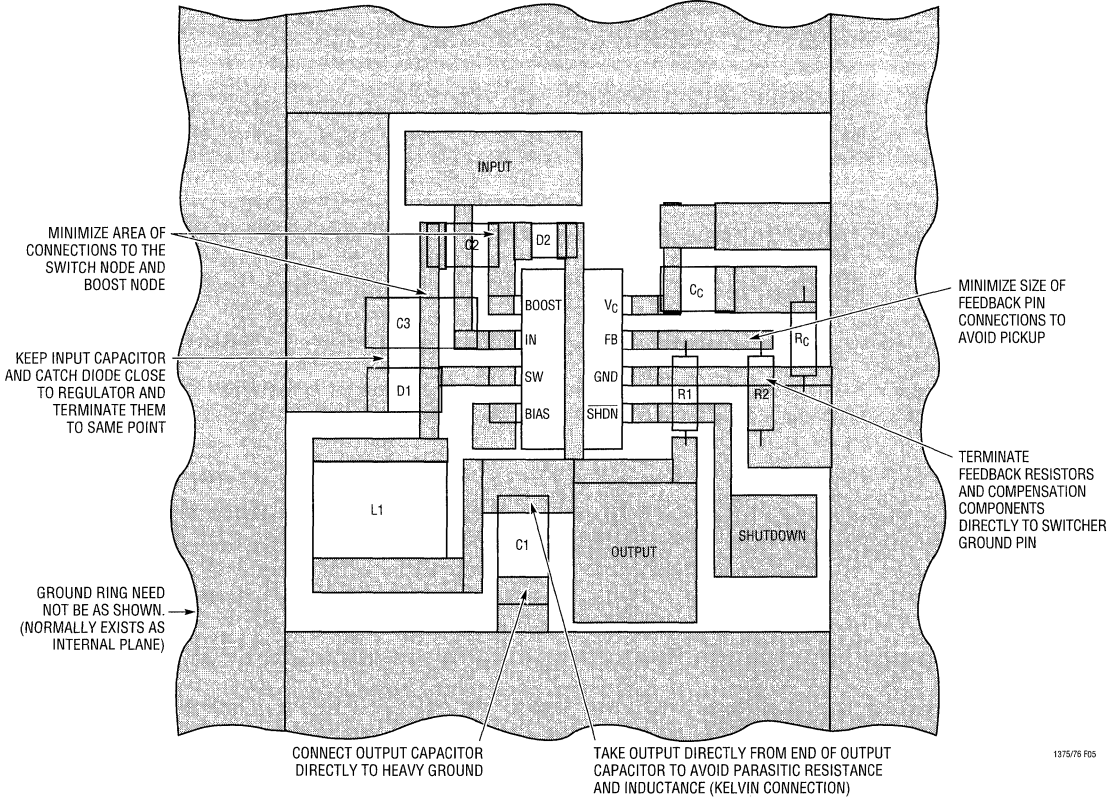 INPUT
MINIMIZE AREA OF
CONNECTIONS TO THE
SWITCH NODE AND
BOOST NODE
C2
D2
BOOST
VC
CC
MINIMIZE SIZE OF
FEEDBACK PIN
CONNECTIONS TO
AVOID PICKUP
C3
IN
FB
RC
KEEP INPUT CAPACITOR
AND CATCH DIODE CLOSE
TO REGULATOR AND
TERMINATE THEM
TO SAME POINT
D1
SW
GND
R1
R2
BIAS
SHDN
TERMINATE
FEEDBACK RESISTORS
AND COMPENSATION
COMPONENTS
DIRECTLY TO SWITCHER
GROUND PIN
L1
C1
OUTPUT
SHUTDOWN
GROUND RING NEED
NOT BE AS SHOWN.
(NORMALLY EXISTS AS
INTERNAL PLANE)
CONNECT OUTPUT CAPACITOR
DIRECTLY TO HEAVY GROUND
TAKE OUTPUT DIRECTLY FROM END OF OUTPUT
CAPACITOR TO AVOID PARASITIC RESISTANCE
AND INDUCTANCE (KELVIN CONNECTION)
1375/76 F05